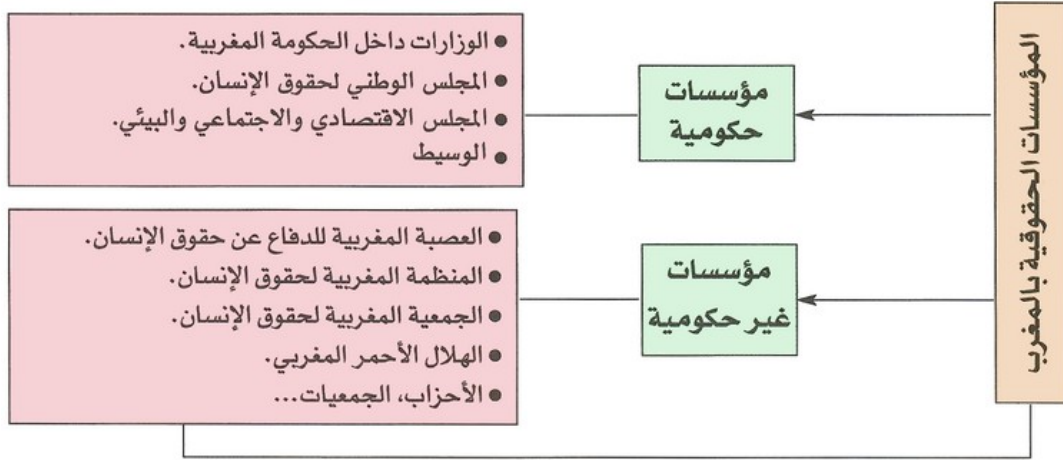 المؤسسات الحقوقية بالمغرب
مؤسسات
حكومية
• الوزارات داخل الحكومة المغربية.
• المجلس الوطني لحقوق الإنسان.
• المجلس الاقتصادي والاجتماعي والبيئي.
• الوسيط
مؤسسات
غير حكومية
• العصبة المغربية للدفاع عن حقوق الإنسان.
• المنظمة المغربية لحقوق الإنسان.
• الجمعية المغربية لحقوق الإنسان.
• الهلال الأحمر المغربي.
• الأحزاب، الجمعيات...